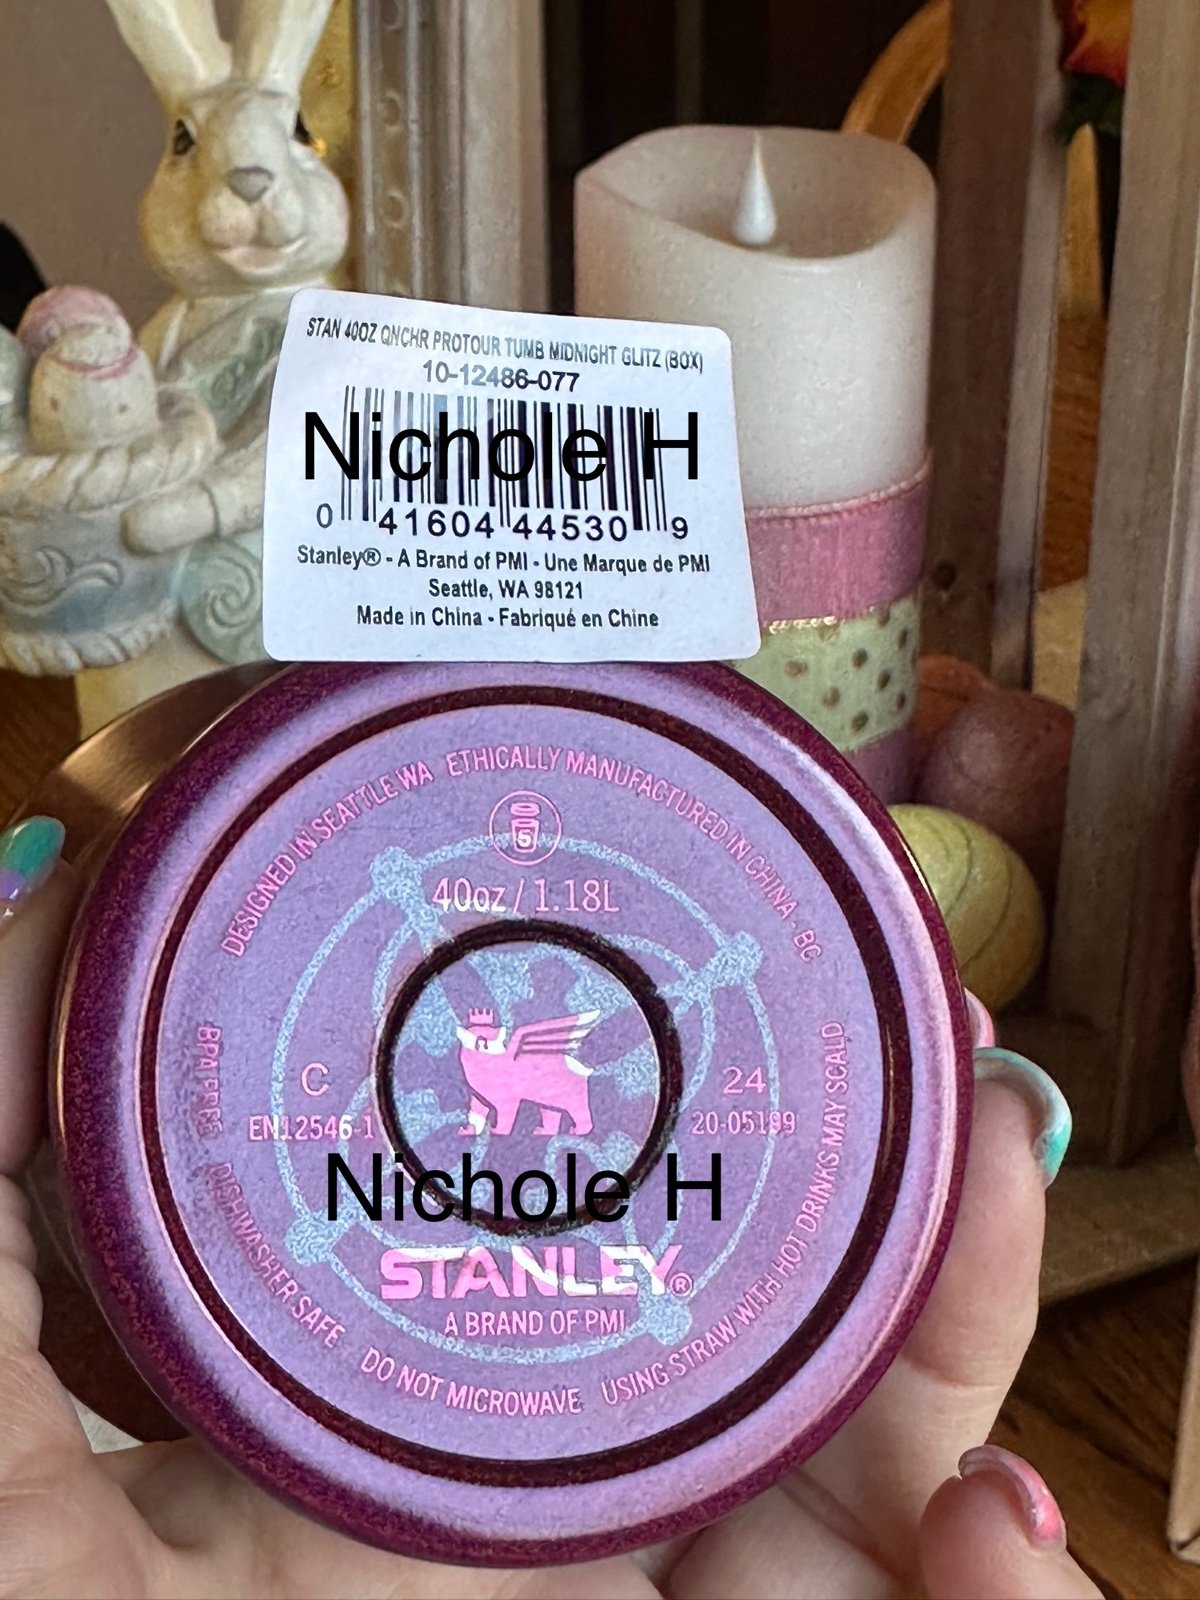 STAN 40OZ QNCHR PROTOUR TUMB MIDNIGHT GLITZ (BOX)
10-12486-077
Nichole H
0 41604 44530 9
Stanley® - A Brand of PMI - Une Marque de PMI
Seattle, WA 98121
Made in China - Fabriqué en Chine
DESIGNED IN SEATTLE WA
ETHICALLY MANUFACTURED IN CHINA - BC
5
40oz / 1.18L
C
EN12546-1
24
20-05199
BPA FREE
DISHWASHER SAFE
DO NOT MICROWAVE
USING STRAW WITH HOT DRINKS MAY SCALD
Nichole H
STANLEY®
A BRAND OF PMI